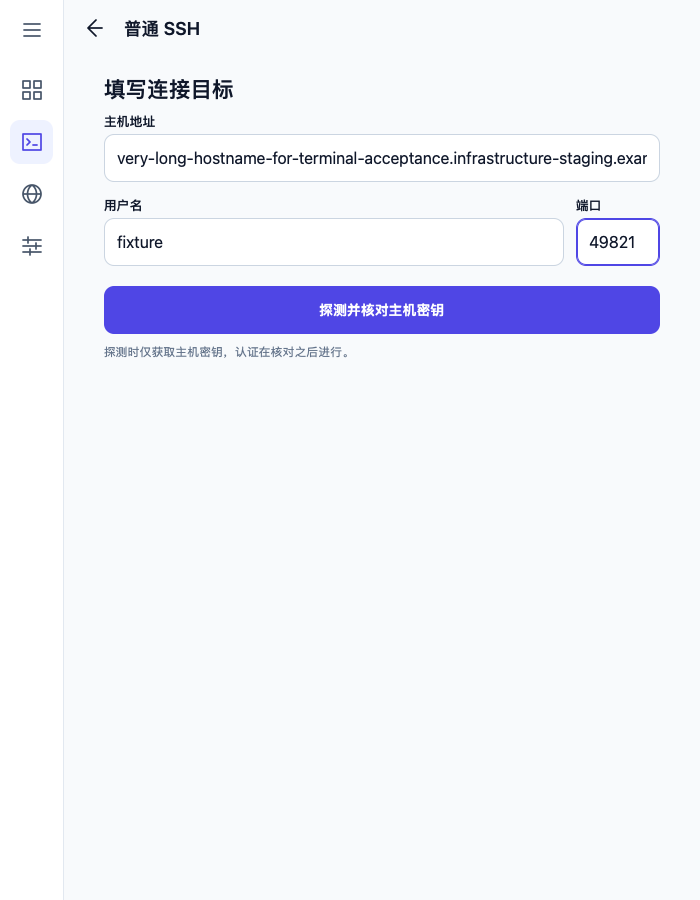 普通 SSH
填写连接目标
主机地址
very-long-hostname-for-terminal-acceptance.infrastructure-staging.exar
用户名
端口
fixture
49821
探测并核对主机密钥
探测时仅获取主机密钥，认证在核对之后进行。